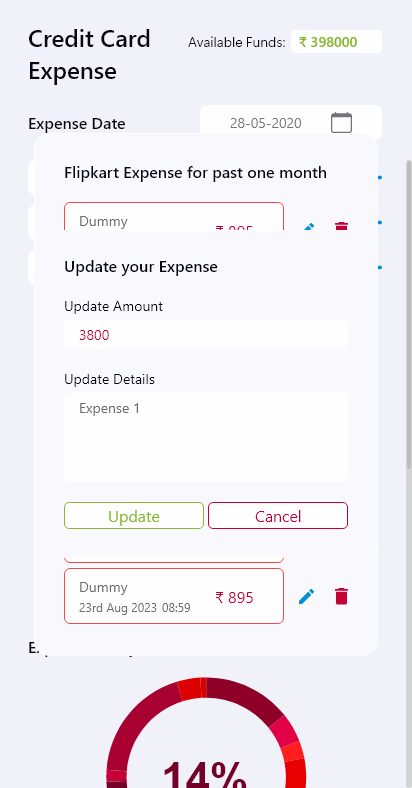 Credit Card
Expense
Available Funds: ₹ 398000
Expense Date 28-05-2020
Flipkart Expense for past one month
Dummy
₹ 895
Update your Expense
Update Amount
3800
Update Details
Expense 1
Update Cancel
Dummy
23rd Aug 2023 08:59 ₹ 895
14%